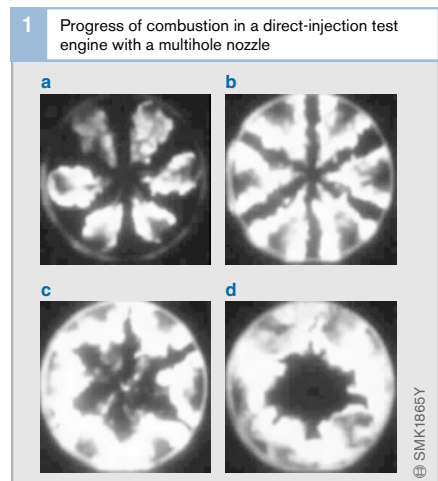 1
Progress of combustion in a direct-injection test
engine with a multihole nozzle
a
b
c
d
© SMK1865Y